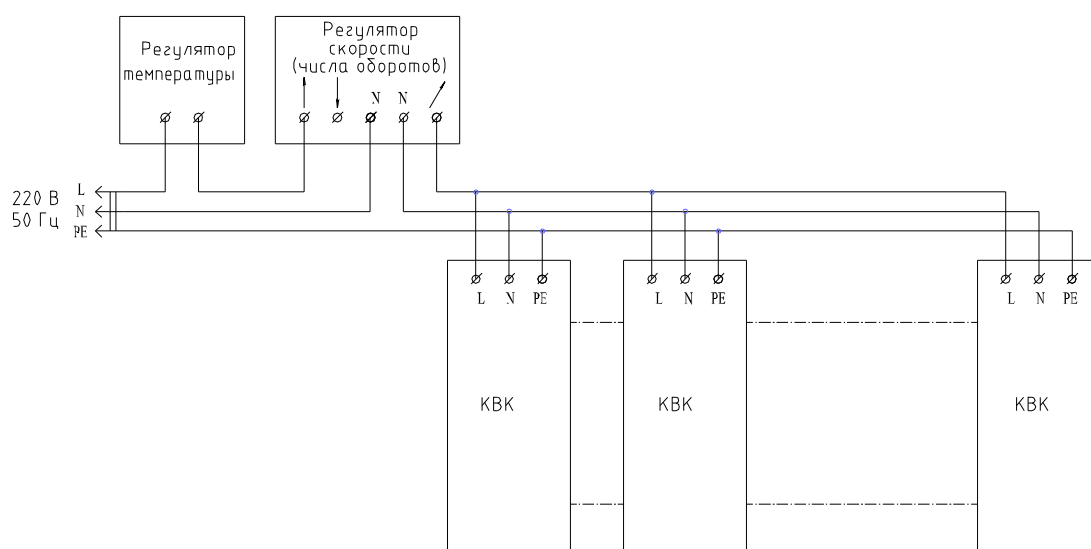 Регулятор
температуры
Регулятор
скорости
(числа оборотов)
N N
220 В
50 Гц
L
N
PE
L N PE
L N PE
L N PE
КВК
КВК
КВК